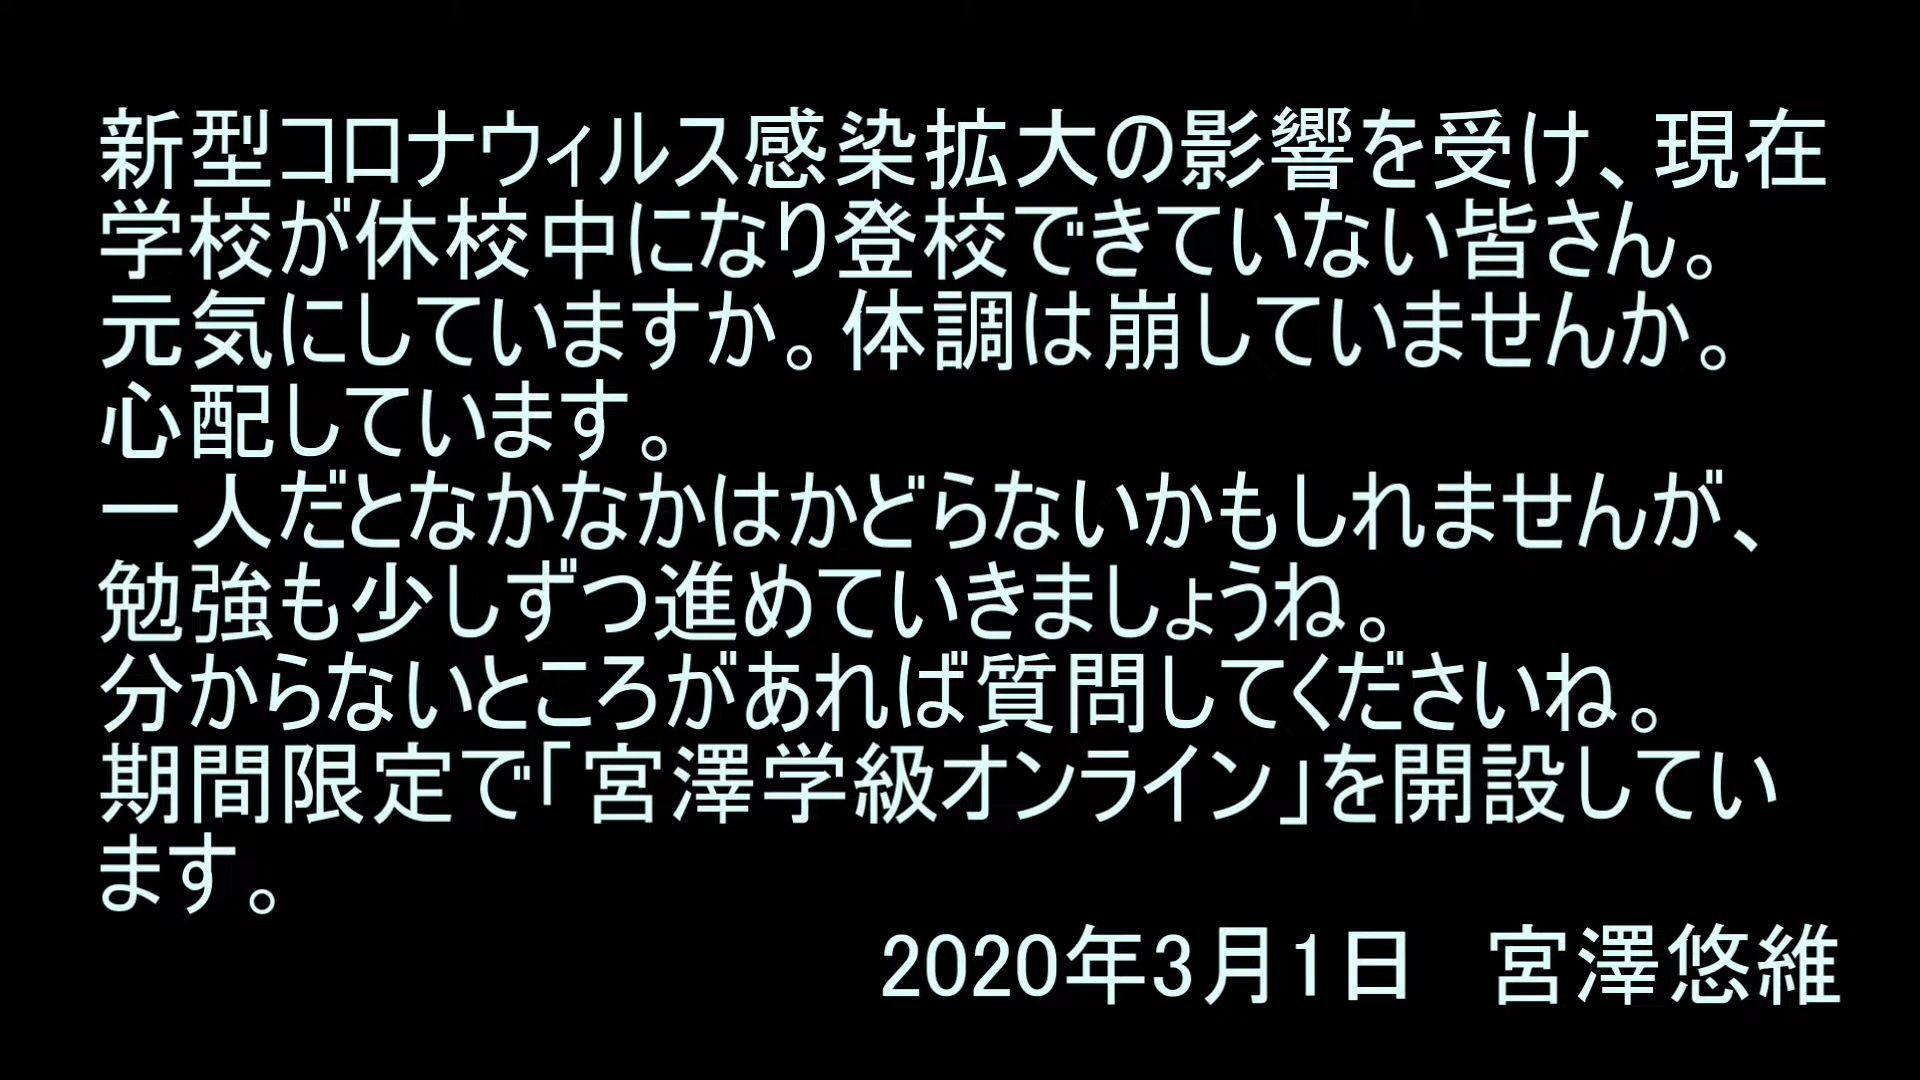 新型コロナウィルス感染拡大の影響を受け、現在
学校が休校中になり登校できていない皆さん。
元気にしていますか。体調は崩していませんか。
心配しています。
一人だとなかなかはかどらないかもしれませんが、
勉強も少しずつ進めていきましょうね。
分からないところがあれば質問してくださいね。
期間限定で「宮澤学級オンライン」を開設してい
ます。
2020年3月1日　宮澤悠維